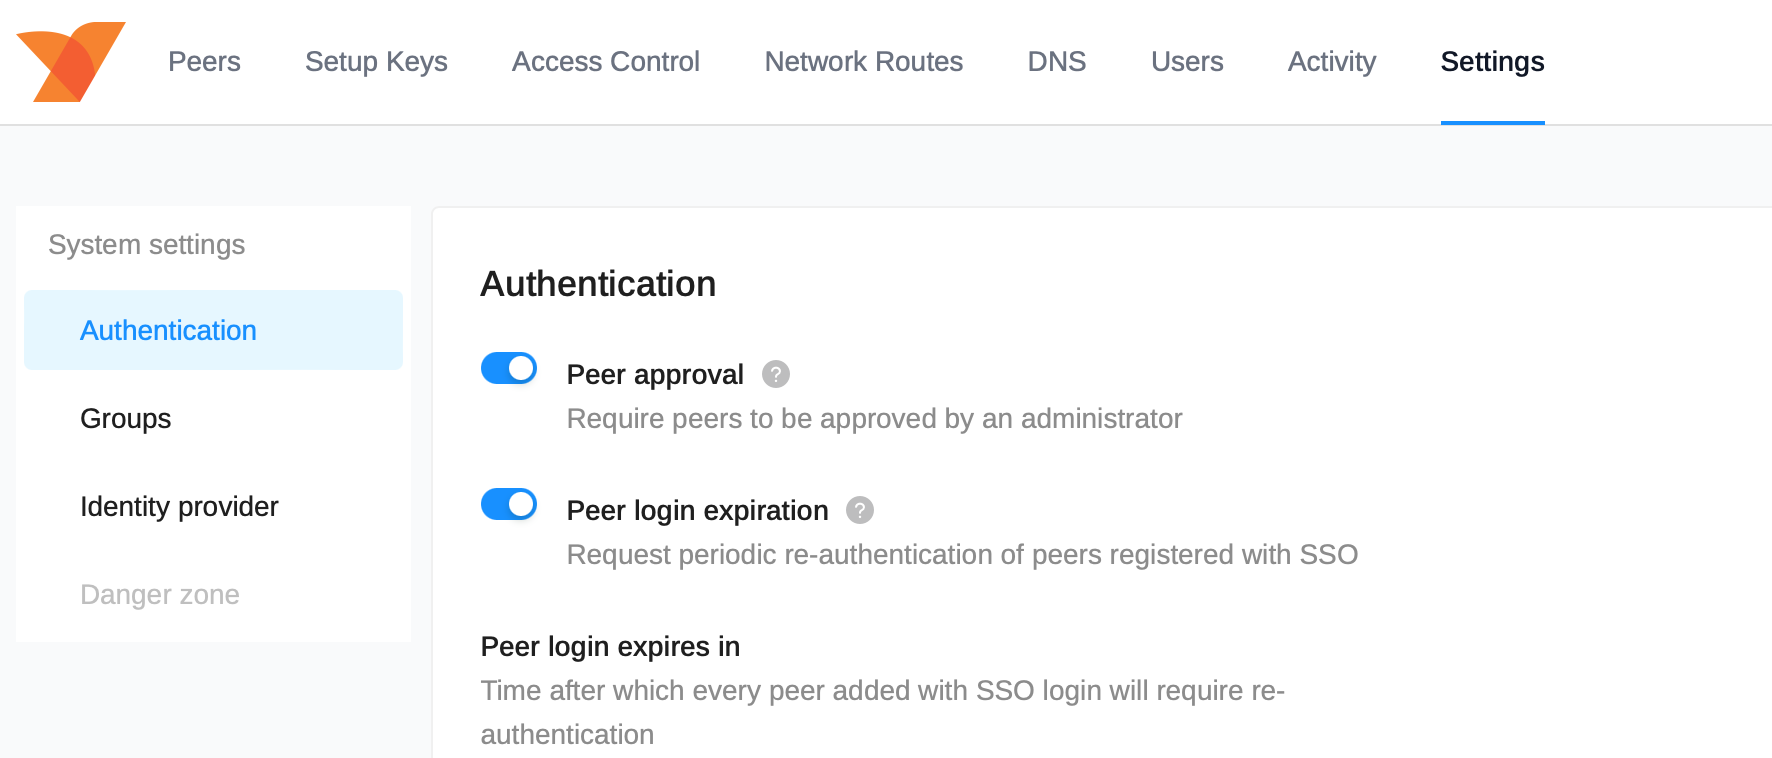 Peers Setup Keys Access Control Network Routes DNS Users Activity Settings
System settings
Authentication
Groups
Identity provider
Danger zone
Authentication
Peer approval ?
Require peers to be approved by an administrator
Peer login expiration ?
Request periodic re-authentication of peers registered with SSO
Peer login expires in
Time after which every peer added with SSO login will require re-
authentication